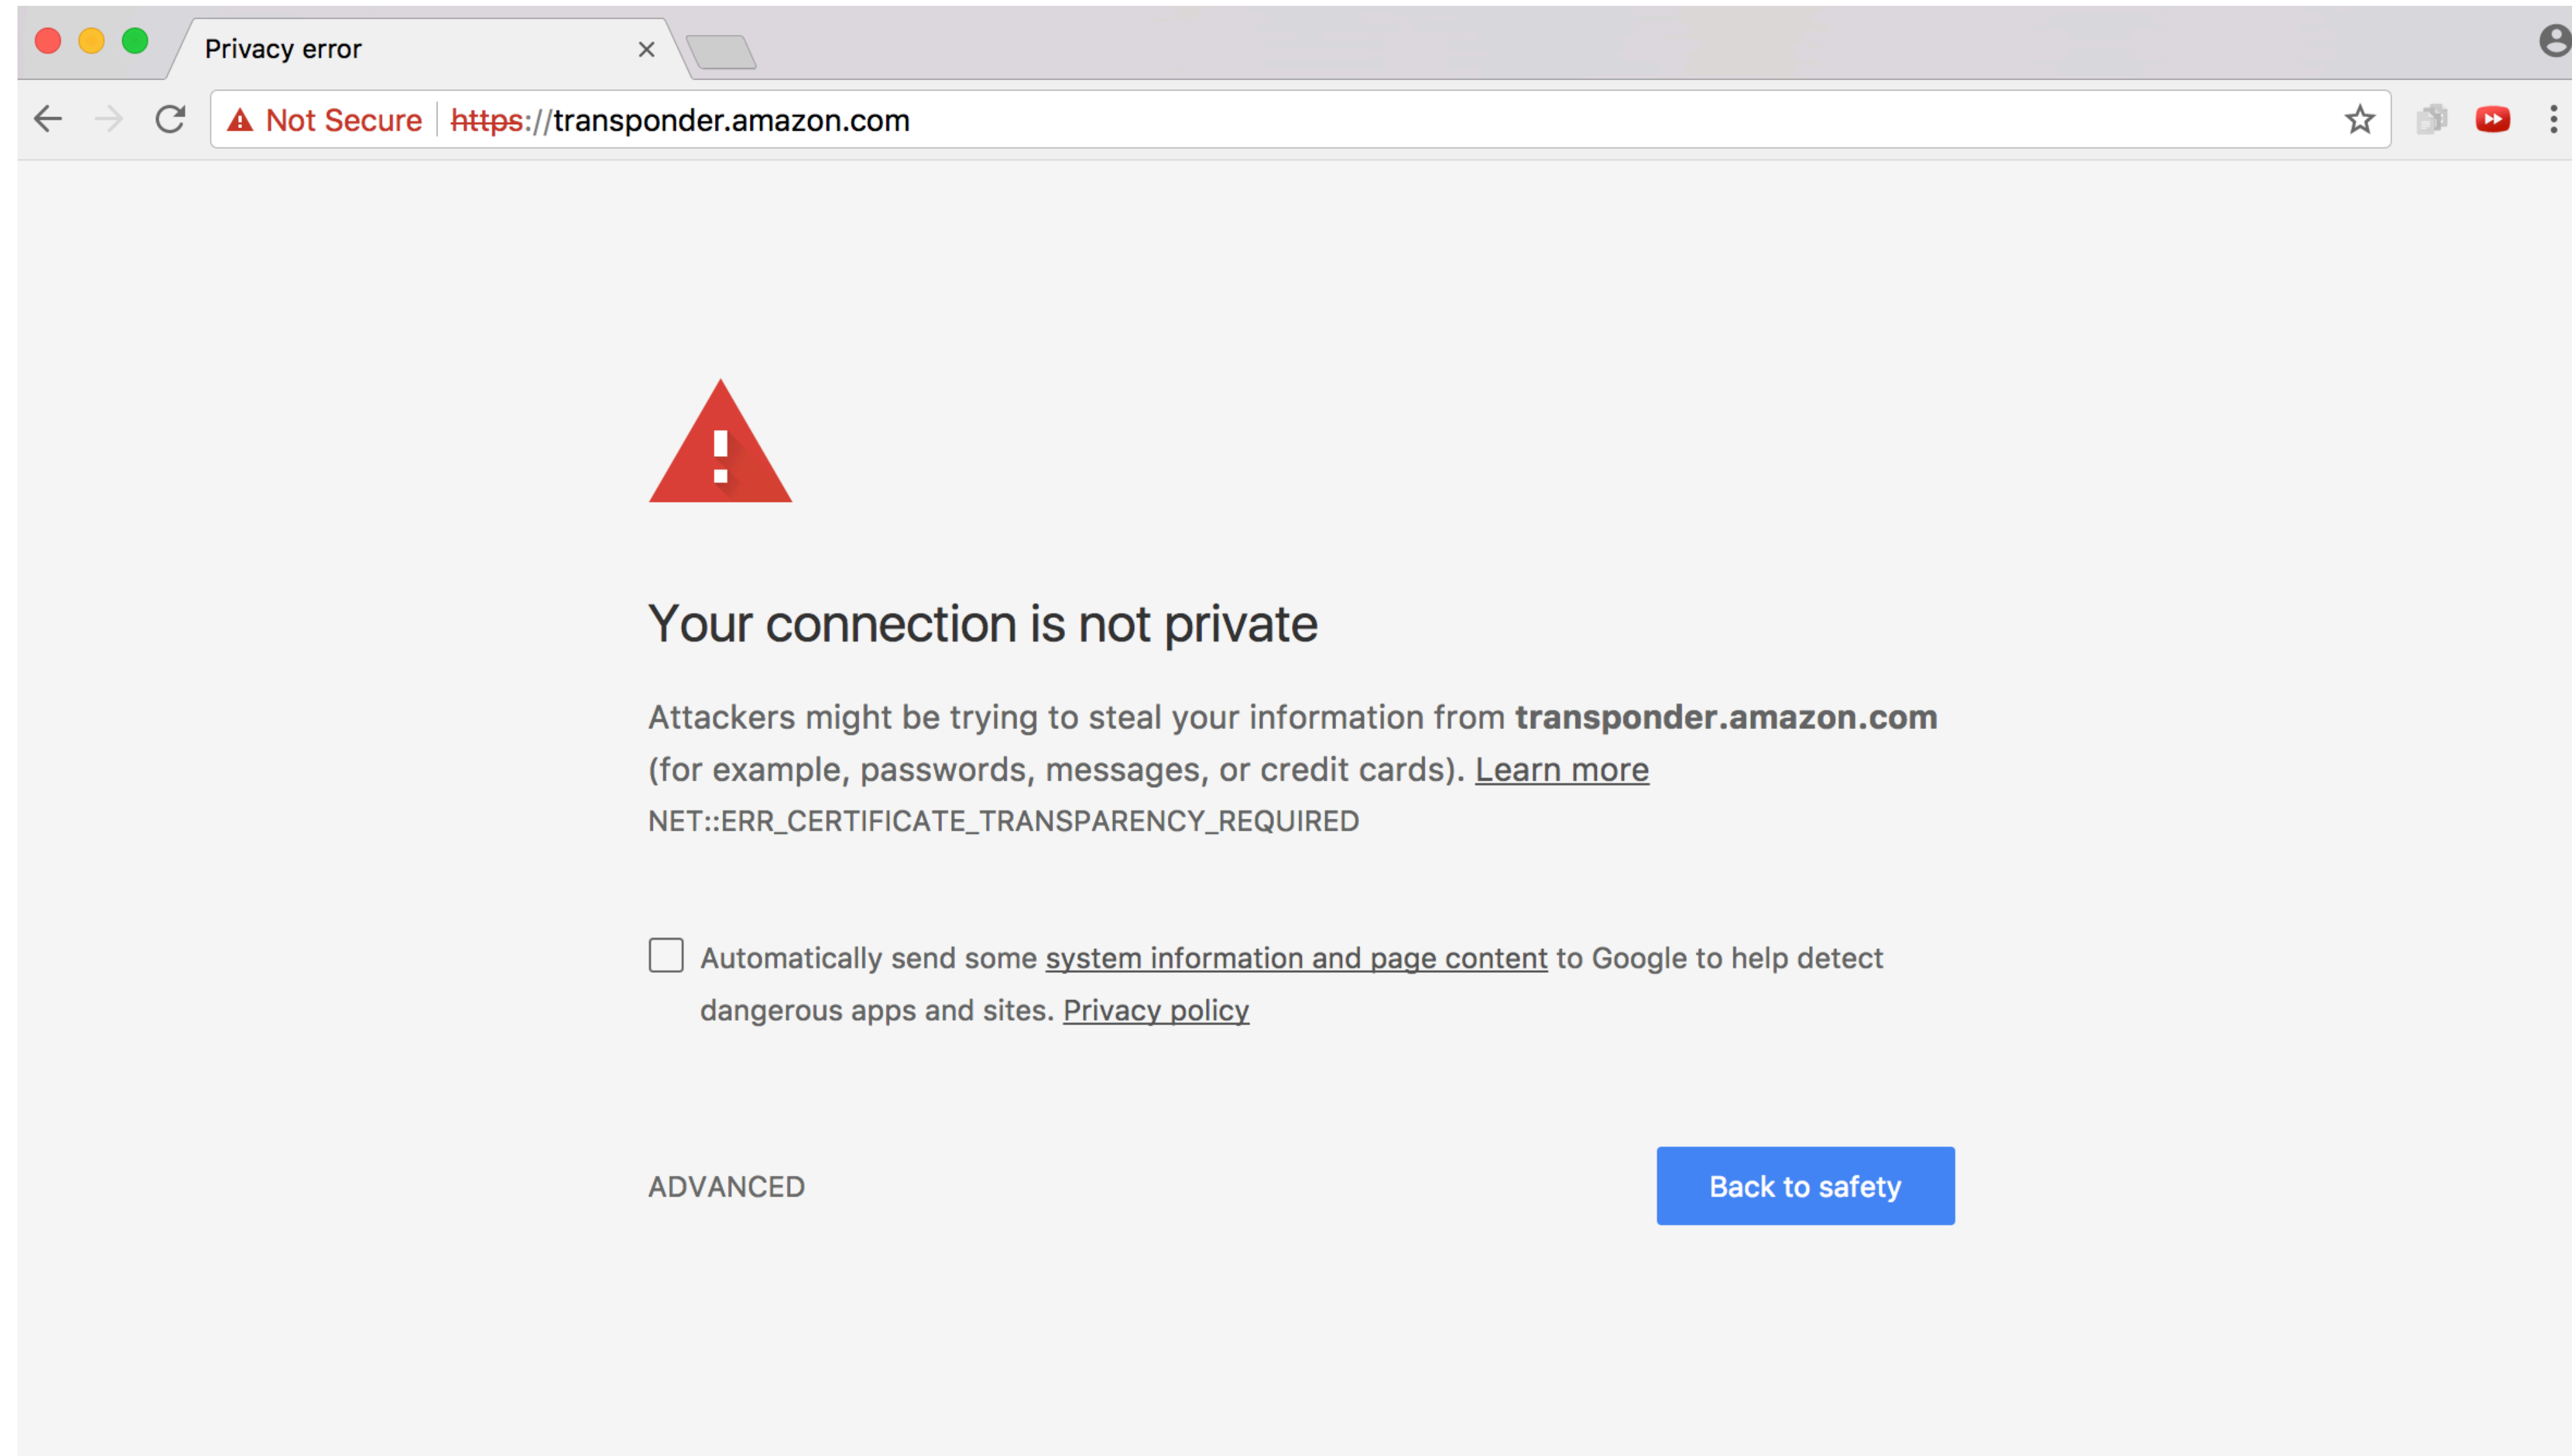 Privacy error
Not Secure https://transponder.amazon.com
Your connection is not private
Attackers might be trying to steal your information from transponder.amazon.com
(for example, passwords, messages, or credit cards). Learn more
NET::ERR_CERTIFICATE_TRANSPARENCY_REQUIRED
Automatically send some system information and page content to Google to help detect
dangerous apps and sites. Privacy policy
ADVANCED
Back to safety